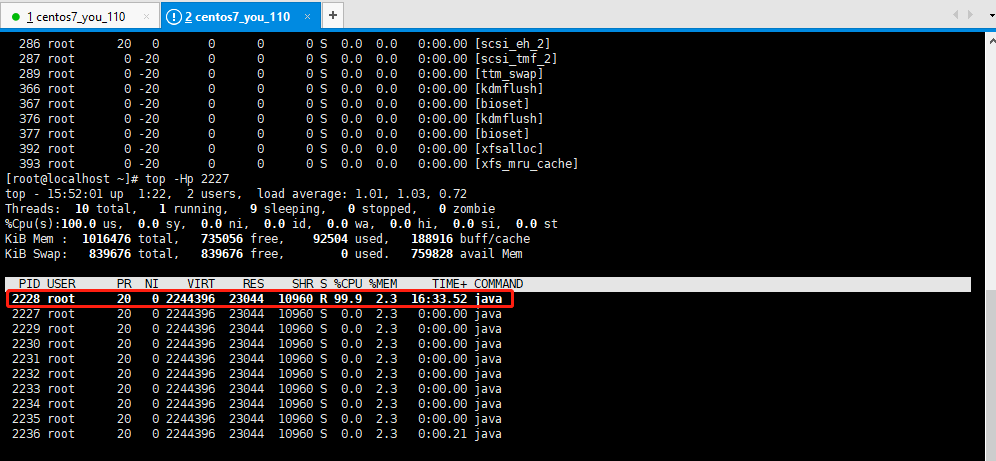 1 centos7_you_110 × 2 centos7_you_110 × +
286 root 20 0 0 0 0 S 0.0 0.0 0:00.00 [scsi_eh_2]
287 root 0 -20 0 0 0 S 0.0 0.0 0:00.00 [scsi_tmf_2]
289 root 0 -20 0 0 0 S 0.0 0.0 0:00.00 [ttm_swap]
366 root 0 -20 0 0 0 S 0.0 0.0 0:00.00 [kdmflush]
367 root 0 -20 0 0 0 S 0.0 0.0 0:00.00 [bioset]
376 root 0 -20 0 0 0 S 0.0 0.0 0:00.00 [kdmflush]
377 root 0 -20 0 0 0 S 0.0 0.0 0:00.00 [bioset]
392 root 0 -20 0 0 0 S 0.0 0.0 0:00.00 [xfsalloc]
393 root 0 -20 0 0 0 S 0.0 0.0 0:00.00 [xfs_mru_cache]
[root@localhost ~]# top -Hp 2227
top - 15:52:01 up  1:22,  2 users,  load average: 1.01, 1.03, 0.72
Threads:  10 total,   1 running,   9 sleeping,   0 stopped,   0 zombie
%Cpu(s):100.0 us,  0.0 sy,  0.0 ni,  0.0 id,  0.0 wa,  0.0 hi,  0.0 si,  0.0 st
KiB Mem :  1016476 total,   735056 free,    92504 used,   188916 buff/cache
KiB Swap:   839676 total,   839676 free,        0 used.   759828 avail Mem
PID USER PR NI VIRT RES SHR S %CPU %MEM TIME+ COMMAND
2228 root 20 0 2244396 23044 10960 R 99.9 2.3 16:33.52 java
2227 root 20 0 2244396 23044 10960 S 0.0 2.3 0:00.00 java
2229 root 20 0 2244396 23044 10960 S 0.0 2.3 0:00.00 java
2230 root 20 0 2244396 23044 10960 S 0.0 2.3 0:00.00 java
2231 root 20 0 2244396 23044 10960 S 0.0 2.3 0:00.00 java
2232 root 20 0 2244396 23044 10960 S 0.0 2.3 0:00.00 java
2233 root 20 0 2244396 23044 10960 S 0.0 2.3 0:00.00 java
2234 root 20 0 2244396 23044 10960 S 0.0 2.3 0:00.00 java
2235 root 20 0 2244396 23044 10960 S 0.0 2.3 0:00.00 java
2236 root 20 0 2244396 23044 10960 S 0.0 2.3 0:00.21 java